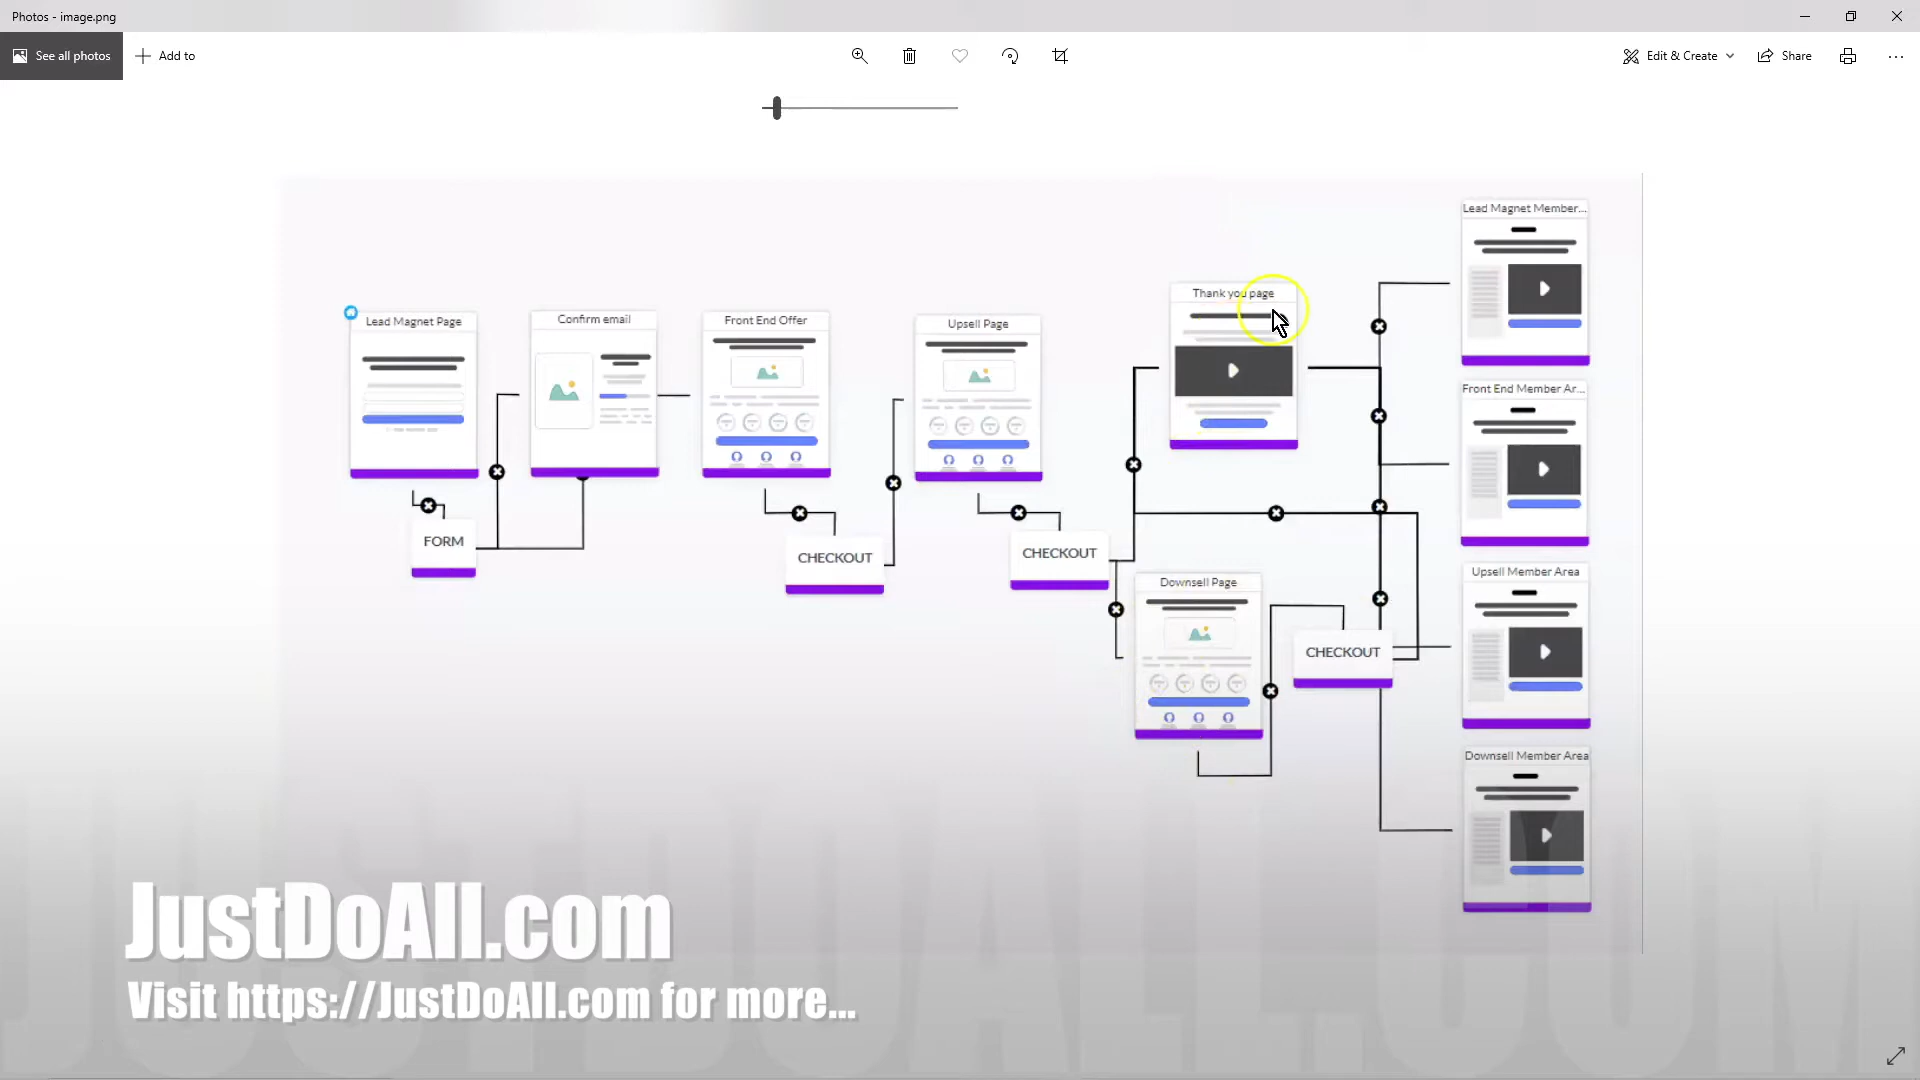 Photos - image.png
See all photos
Add to
Edit & Create
Share
Lead Magnet Page
Confirm email
Front End Offer
Upsell Page
Thank you page
Lead Magnet Member...
Front End Member Ar...
FORM
CHECKOUT
CHECKOUT
Downsell Page
CHECKOUT
Upsell Member Area
Downsell Member Area
JustDoAll.com
Visit https://JustDoAll.com for more...
JUSTDOALL.COM